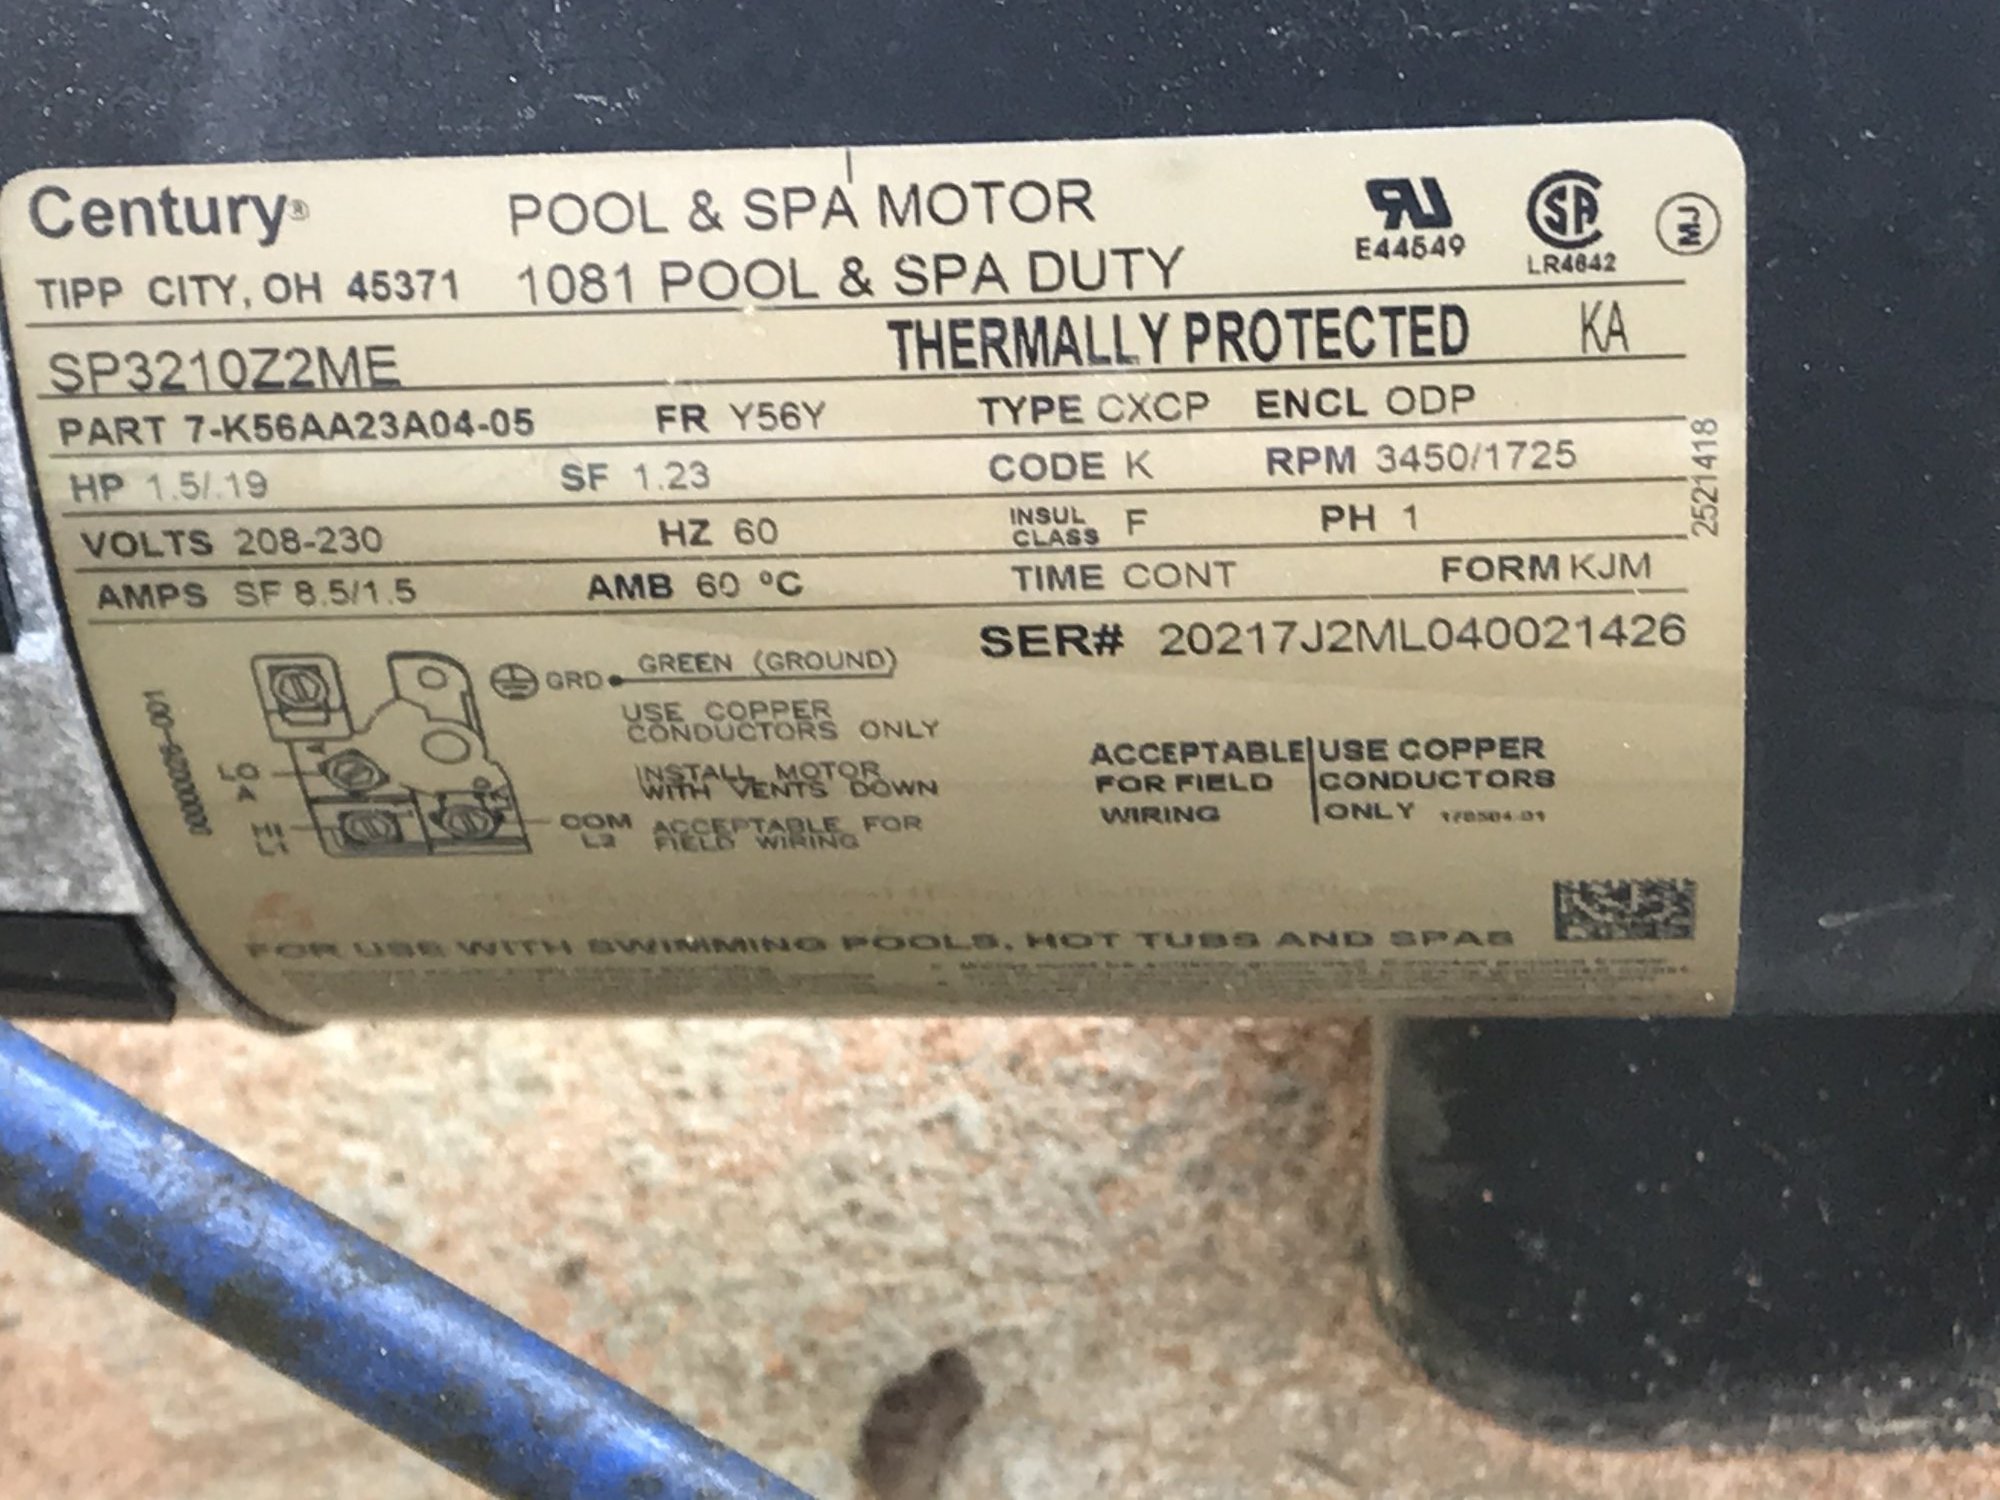 Century®
POOL & SPA MOTOR
E44549
LR4642
MJ
TIPP CITY, OH 45371 1081 POOL & SPA DUTY
SP3210Z2ME THERMALLY PROTECTED KA
PART 7-K56AA23A04-05 FR Y56Y TYPE CXCP ENCL ODP
HP 1.5/.19 SF 1.23 CODE K RPM 3450/1725
VOLTS 208-230 HZ 60 INSUL CLASS F PH 1
AMPS SF 8.5/1.5 AMB 60 °C TIME CONT FORM KJM
2521418
SER# 20217J2ML040021426
GRD GREEN (GROUND)
USE COPPER
CONDUCTORS ONLY
INSTALL MOTOR
WITH VENTS DOWN
ACCEPTABLE FOR
FIELD WIRING
LO
A
HI
L1
COM
L2
ACCEPTABLE
FOR FIELD
WIRING
USE COPPER
CONDUCTORS
ONLY
FOR USE WITH SWIMMING POOLS, HOT TUBS AND SPAS